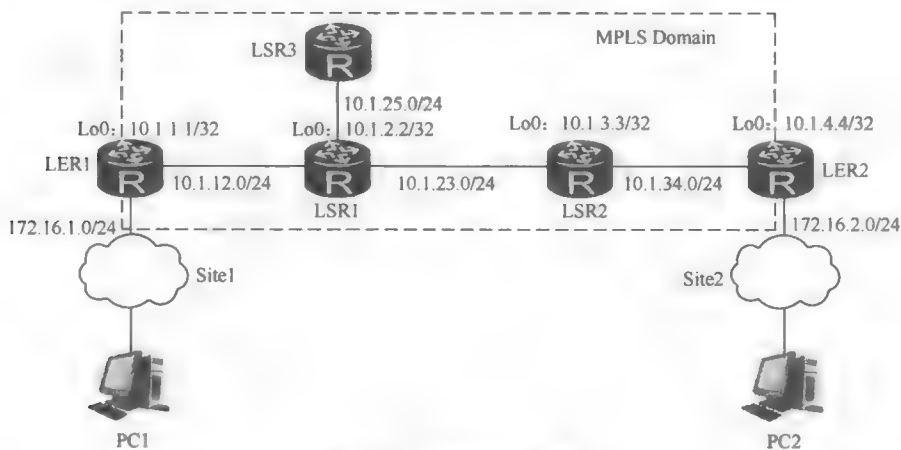 MPLS Domain
LSR3
10.1.25.0/24
Lo0: 10.1.1.1/32
Lo0: 10.1.2.2/32
Lo0: 10.1.3.3/32
Lo0: 10.1.4.4/32
R
R
R
R
R
LER1
10.1.12.0/24
LSR1
10.1.23.0/24
LSR2
10.1.34.0/24
LER2
172.16.1.0/24
172.16.2.0/24
Site1
Site2
PC1
PC2